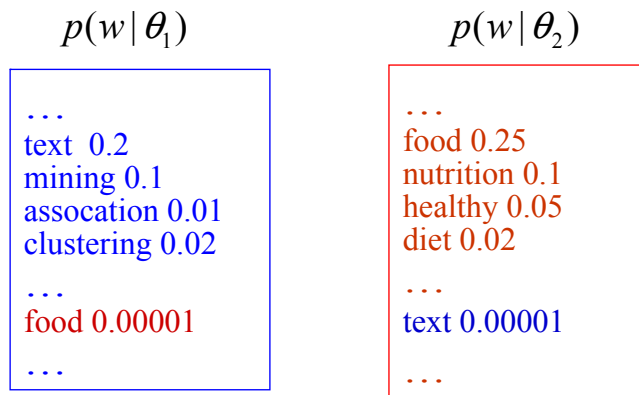 p(w | θ₁)
...
text 0.2
mining 0.1
assocation 0.01
clustering 0.02
...
food 0.00001
...
p(w | θ₂)
...
food 0.25
nutrition 0.1
healthy 0.05
diet 0.02
...
text 0.00001
...